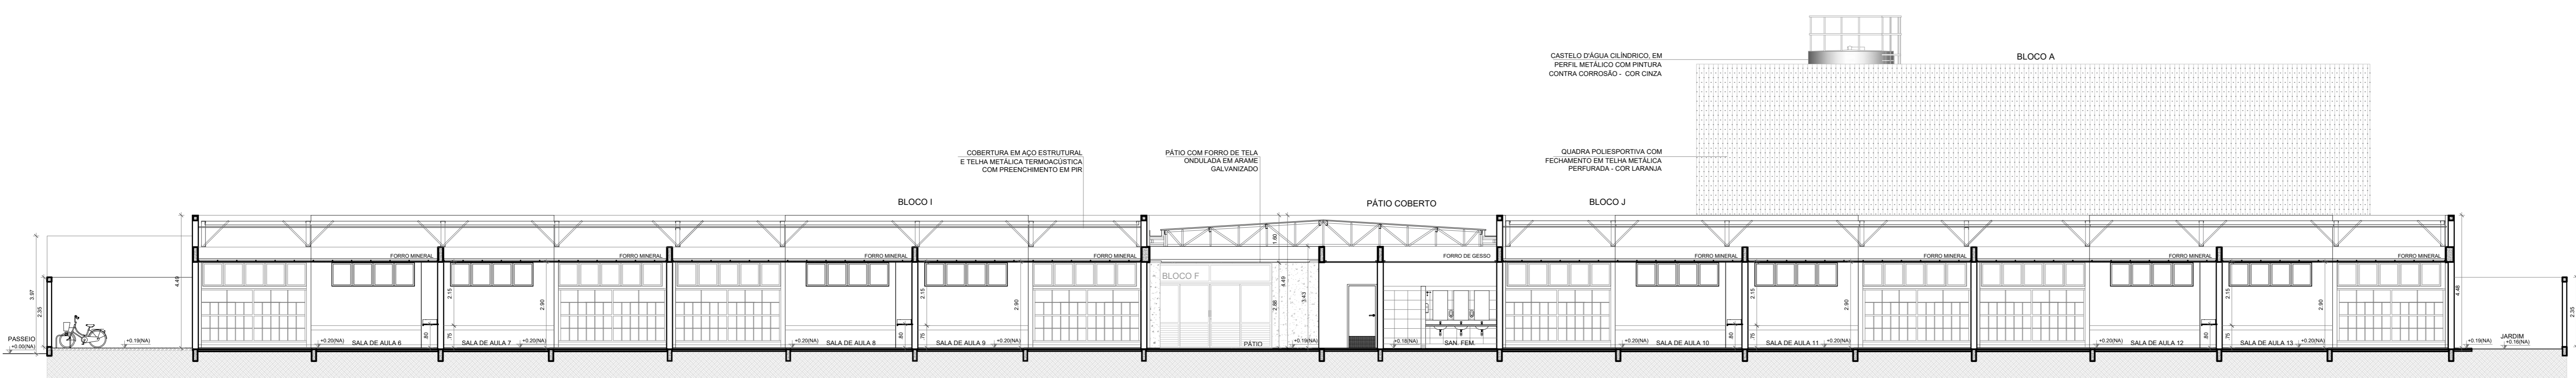 CASTELO D'ÁGUA CILÍNDRICO, EM
PERFIL METÁLICO COM PINTURA
CONTRA CORROSÃO - COR CINZA
BLOCO A
COBERTURA EM AÇO ESTRUTURAL
E TELHA METÁLICA TERMOACÚSTICA
COM PREENCHIMENTO EM PIR
PÁTIO COM FORRO DE TELA
ONDULADA EM ARAME
GALVANIZADO
QUADRA POLIESPORTIVA COM
FECHAMENTO EM TELHA METÁLICA
PERFURADA - COR LARANJA
BLOCO I
PÁTIO COBERTO
BLOCO J
1.60
FORRO MINERAL
FORRO MINERAL
FORRO MINERAL
FORRO MINERAL
FORRO DE GESSO
FORRO MINERAL
FORRO MINERAL
FORRO MINERAL
FORRO MINERAL
BLOCO F
3.97
2.35
4.49
2.15
2.90
2.15
2.90
2.88
4.49
3.43
2.15
2.90
2.15
2.90
4.48
2.35
PASSEIO
+0.00(NA)
+0.19(NA)
+0.20(NA)
SALA DE AULA 6
.80
.75
SALA DE AULA 7
+0.20(NA)
+0.20(NA)
SALA DE AULA 8
.80
.75
SALA DE AULA 9
+0.20(NA)
PÁTIO
+0.19(NA)
+0.18(NA)
SAN. FEM.
+0.20(NA)
SALA DE AULA 10
.80
.75
SALA DE AULA 11
+0.20(NA)
+0.20(NA)
SALA DE AULA 12
.80
.75
SALA DE AULA 13
+0.20(NA)
+0.19(NA)
JARDIM
+0.16(NA)